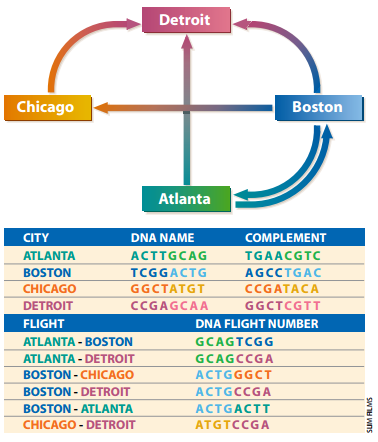 Detroit
Chicago
Boston
Atlanta
CITY DNA NAME COMPLEMENT
ATLANTA ACTTGCAG TGAACGTC
BOSTON TCGGACTG AGCCTGAC
CHICAGO GGCTATGT CCGATACA
DETROIT CCGAGCAA GGCTCGTT
FLIGHT DNA FLIGHT NUMBER
ATLANTA - BOSTON GCAGTCGG
ATLANTA - DETROIT GCAGCCGA
BOSTON - CHICAGO ACTGGGCT
BOSTON - DETROIT ACTGCCGA
BOSTON - ATLANTA ACTGACTT
CHICAGO - DETROIT ATGTCCGA
SLIM FILMS